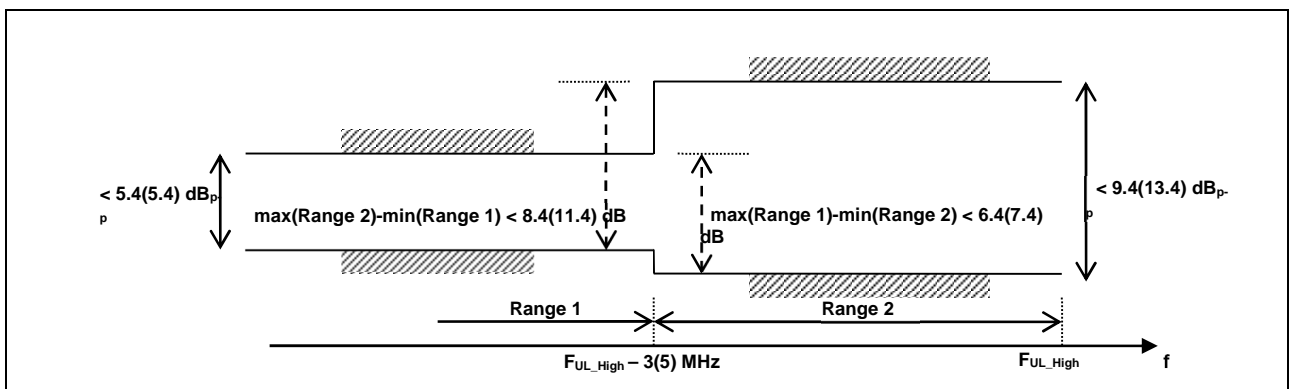 < 5.4(5.4) dBp-
p
max(Range 2)-min(Range 1) < 8.4(11.4) dB
max(Range 1)-min(Range 2) < 6.4(7.4)
dB
< 9.4(13.4) dBp-
p
Range 1
Range 2
FUL_High – 3(5) MHz
FUL_High
f